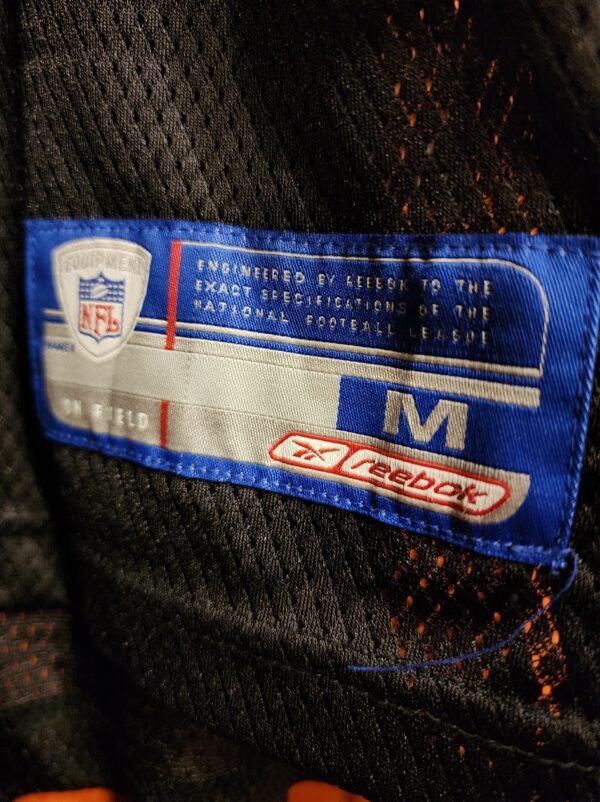 EQUIPMENT
NFL
ENGINEERED BY REEBOK TO THE
EXACT SPECIFICATIONS OF THE
NATIONAL FOOTBALL LEAGUE
ON FIELD
M
Reebok